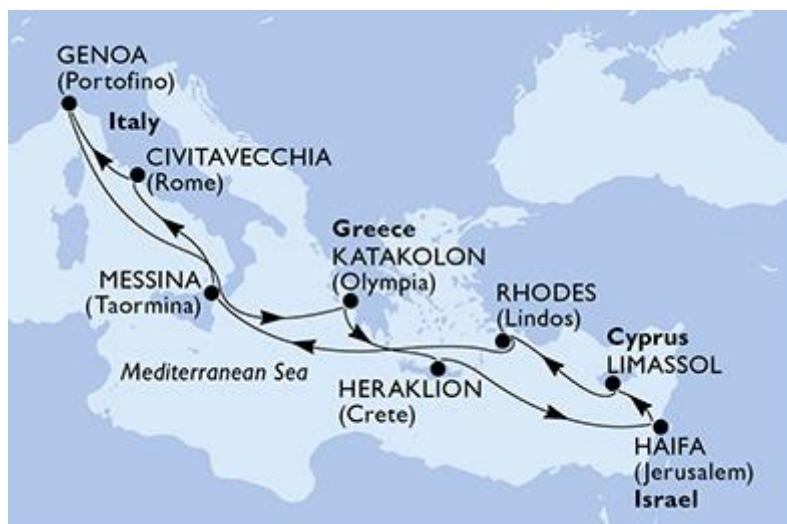 GENOA
(Portofino)
Italy
CIVITAVECCHIA
(Rome)
Greece
KATAKOLON
(Olympia)
MESSINA
(Taormina)
RHODES
(Lindos)
Cyprus
LIMASSOL
Mediterranean Sea
HERAKLION
(Crete)
HAIFA
(Jerusalem)
Israel